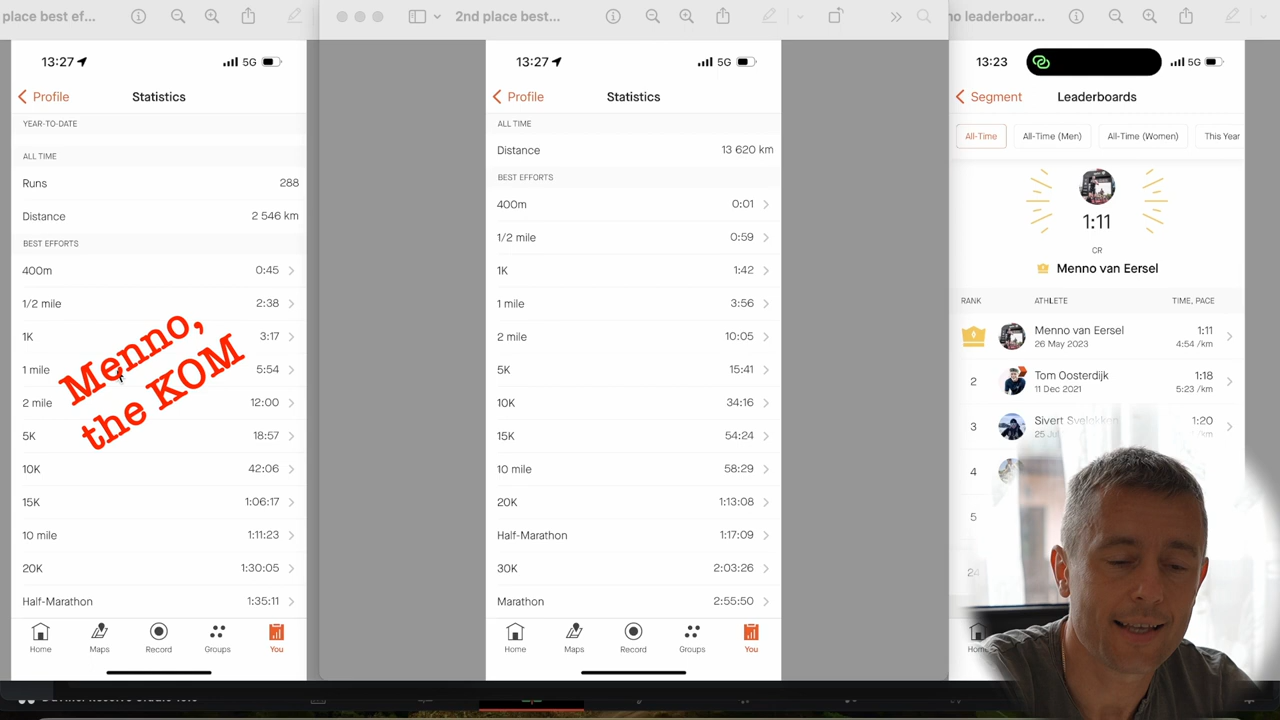 place best ef...
13:27
5G
Profile
Statistics
YEAR-TO-DATE
ALL TIME
Runs 288
Distance 2 546 km
BEST EFFORTS
400m 0:45
1/2 mile 2:38
1K 3:17
1 mile 5:54
2 mile 12:00
5K 18:57
10K 42:06
15K 1:06:17
10 mile 1:11:23
20K 1:30:05
Half-Marathon 1:35:11
Home Maps Record Groups You
Menno,
the KOM
2nd place best...
13:27
5G
Profile
Statistics
ALL TIME
Distance 13 620 km
BEST EFFORTS
400m 0:01
1/2 mile 0:59
1K 1:42
1 mile 3:56
2 mile 10:05
5K 15:41
10K 34:16
15K 54:24
10 mile 58:29
20K 1:13:08
Half-Marathon 1:17:09
30K 2:03:26
Marathon 2:55:50
Home Maps Record Groups You
no leaderboar...
13:23
5G
Segment
Leaderboards
All-Time All-Time (Men) All-Time (Women) This Year
1:11
CR
Menno van Eersel
RANK ATHLETE TIME, PACE
Menno van Eersel 1:11
26 May 2023 4:54 /km
2 Tom Oosterdijk 1:18
11 Dec 2021 5:23 /km
3 Sivert 1:20
25 /km
4
5
24